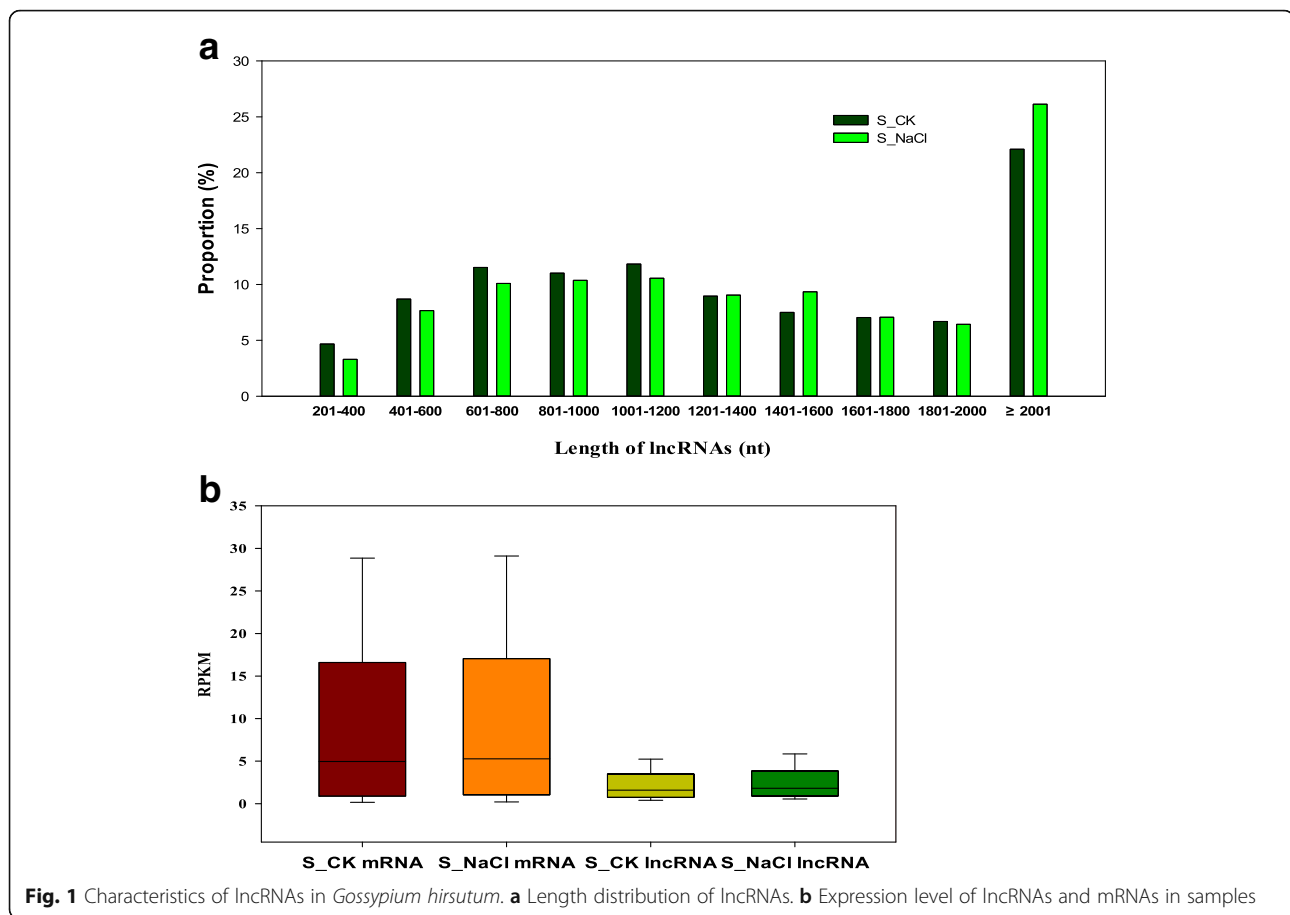 a
30
25
20
15
10
5
0
Proportion (%)
S_CK
S_NaCl
201-400 401-600 601-800 801-1000 1001-1200 1201-1400 1401-1600 1601-1800 1801-2000 ≥ 2001
Length of lncRNAs (nt)
b
35
30
25
20
15
10
5
0
RPKM
S_CK mRNA S_NaCl mRNA S_CK lncRNA S_NaCl lncRNA
Fig. 1 Characteristics of lncRNAs in Gossypium hirsutum. a Length distribution of lncRNAs. b Expression level of lncRNAs and mRNAs in samples